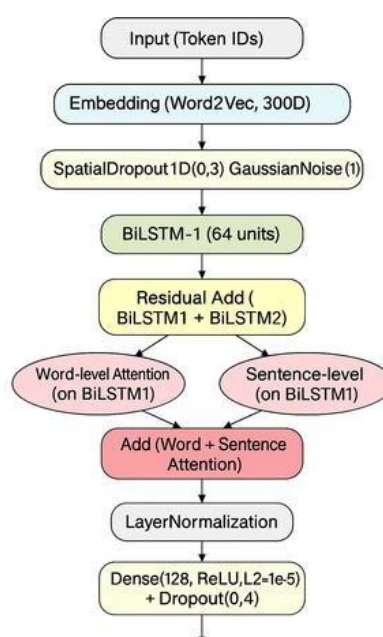 Input (Token IDs)
Embedding (Word2Vec, 300D)
SpatialDropout1D(0,3) GaussianNoise(1)
BiLSTM-1 (64 units)
Residual Add (
BiLSTM1 + BiLSTM2)
Word-level Attention
(on BiLSTM1)
Sentence-level
(on BiLSTM1)
Add (Word + Sentence
Attention)
LayerNormalization
Dense(128, ReLU,L2=1e-5)
+ Dropout(0,4)